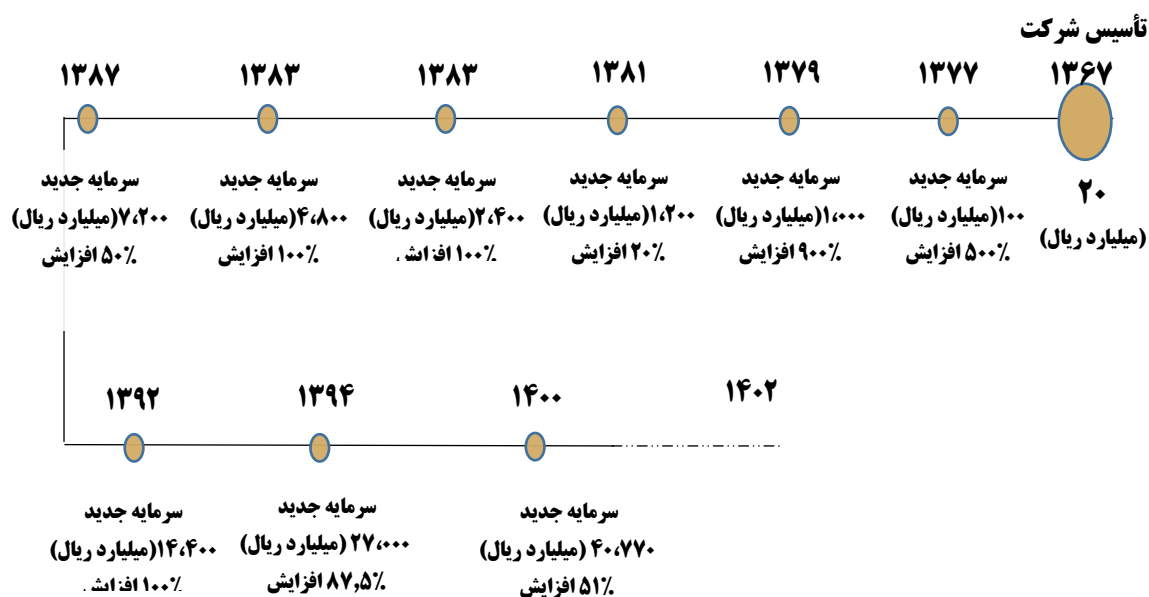 تأسیس شرکت
۱۳۶۷
۲۰
(میلیارد ریال)
۱۳۷۷
سرمایه جدید
۱۰۰(میلیارد ریال)
۵۰۰٪ افزایش
۱۳۷۹
سرمایه جدید
۱،۰۰۰(میلیارد ریال)
۹۰۰٪ افزایش
۱۳۸۱
سرمایه جدید
۱،۲۰۰(میلیارد ریال)
۲۰٪ افزایش
۱۳۸۳
سرمایه جدید
۲،۴۰۰(میلیارد ریال)
۱۰۰٪ افزایش
۱۳۸۳
سرمایه جدید
۴،۸۰۰(میلیارد ریال)
۱۰۰٪ افزایش
۱۳۸۷
سرمایه جدید
۷،۲۰۰(میلیارد ریال)
۵۰٪ افزایش
۱۳۹۲
سرمایه جدید
۱۴،۴۰۰(میلیارد ریال)
۱۰۰٪ افزایش
۱۳۹۴
سرمایه جدید
۲۷،۰۰۰ (میلیارد ریال)
۸۷,۵٪ افزایش
۱۴۰۰
سرمایه جدید
۴۰،۷۷۰ (میلیارد ریال)
۵۱٪ افزایش
۱۴۰۲